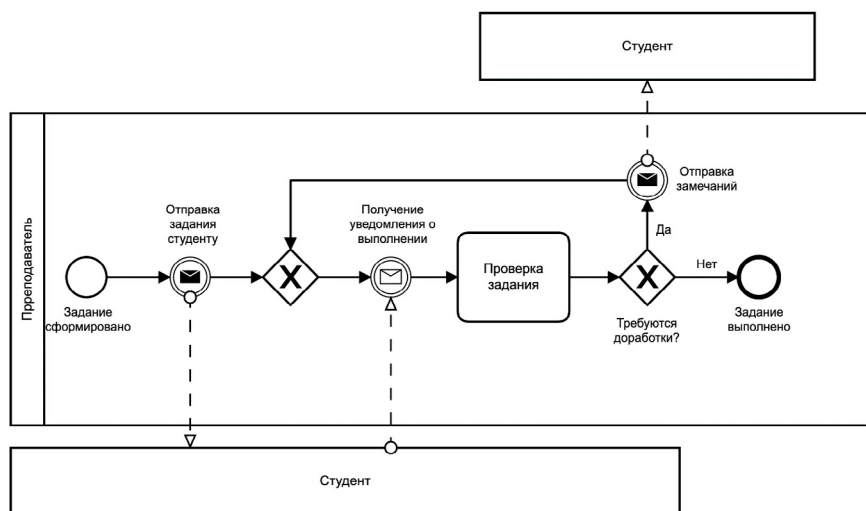 Студент
Прреподаватель
Отправка
замечаний
Отправка
задания
студенту
Получение
уведомления о
выполнении
Да
X
Проверка
задания
X
Нет
Задание
сформировано
Требуются
доработки?
Задание
выполнено
Студент